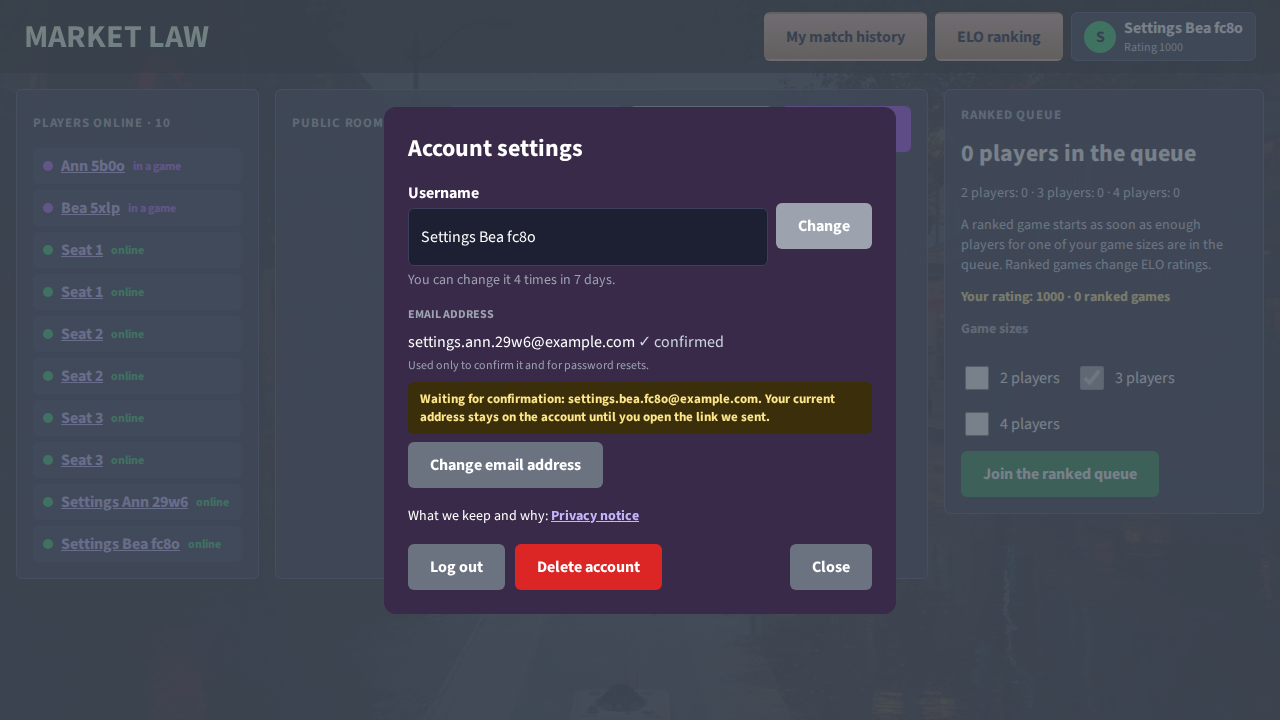 MARKET LAW
My match history
ELO ranking
S
Settings Bea fc8o
Rating 1000
PLAYERS ONLINE · 10
Ann 5b0o in a game
Bea 5xlp in a game
Seat 1 online
Seat 1 online
Seat 2 online
Seat 2 online
Seat 3 online
Seat 3 online
Settings Ann 29w6 online
Settings Bea fc8o online
PUBLIC ROOM
Account settings
Username
Settings Bea fc8o
Change
You can change it 4 times in 7 days.
EMAIL ADDRESS
settings.ann.29w6@example.com ✓ confirmed
Used only to confirm it and for password resets.
Waiting for confirmation: settings.bea.fc8o@example.com. Your current
address stays on the account until you open the link we sent.
Change email address
What we keep and why: Privacy notice
Log out
Delete account
Close
RANKED QUEUE
0 players in the queue
2 players: 0 · 3 players: 0 · 4 players: 0
A ranked game starts as soon as enough
players for one of your game sizes are in the
queue. Ranked games change ELO ratings.
Your rating: 1000 · 0 ranked games
Game sizes
2 players
3 players
4 players
Join the ranked queue